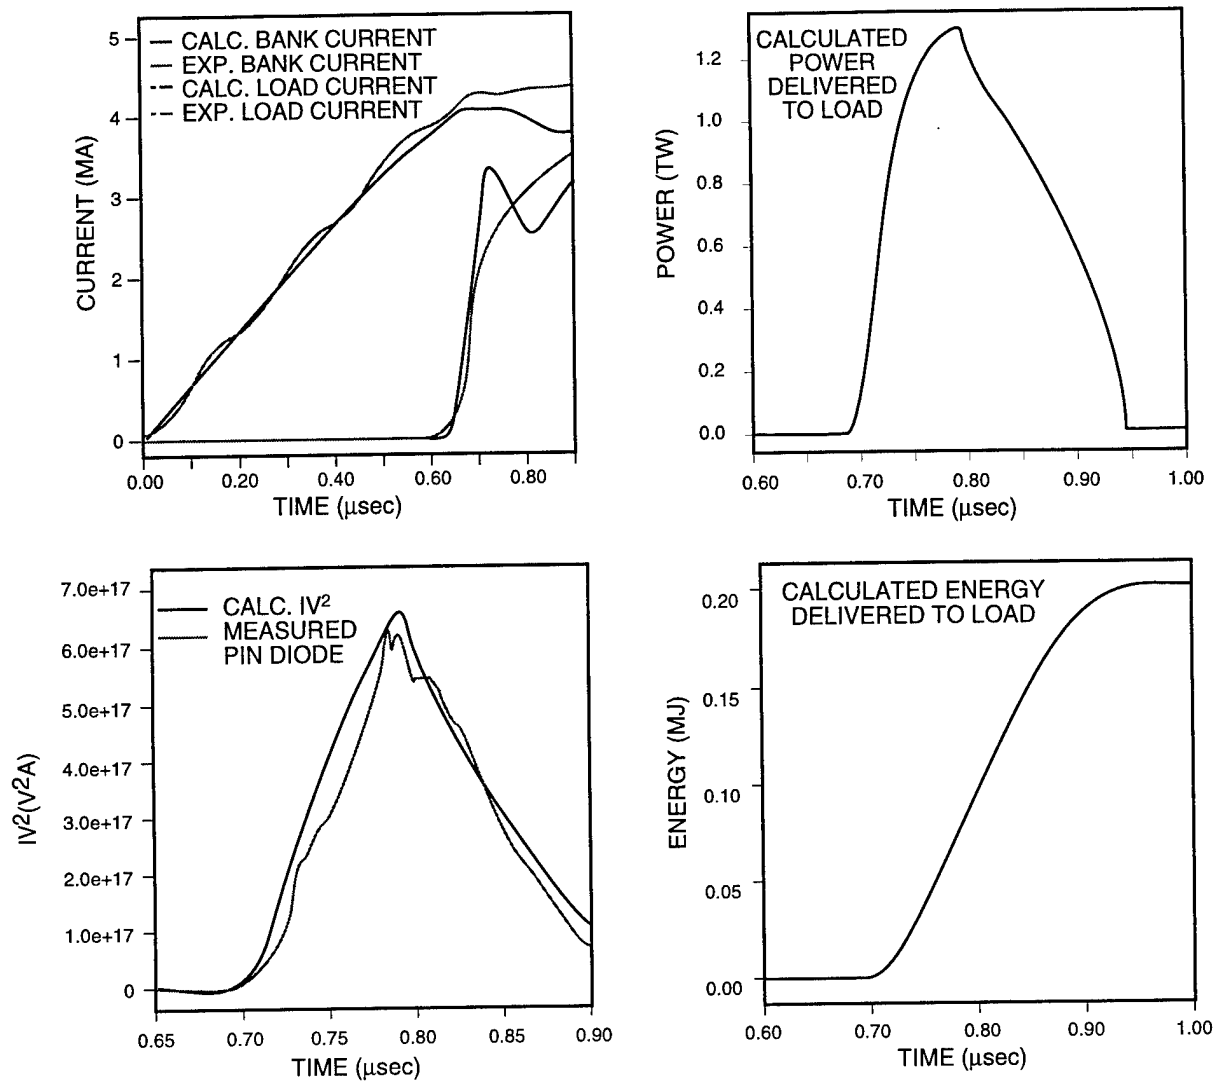 CALC. BANK CURRENT
EXP. BANK CURRENT
CALC. LOAD CURRENT
EXP. LOAD CURRENT
5
4
3
2
1
0
CURRENT (MA)
0.00 0.20 0.40 0.60 0.80
TIME (μsec)
CALCULATED
POWER
DELIVERED
TO LOAD
1.2
1.0
0.8
0.6
0.4
0.2
0.0
POWER (TW)
0.60 0.70 0.80 0.90 1.00
TIME (μsec)
CALC. IV²
MEASURED
PIN DIODE
7.0e+17
6.0e+17
5.0e+17
4.0e+17
3.0e+17
2.0e+17
1.0e+17
0
IV²(V²A)
0.65 0.70 0.75 0.80 0.85 0.90
TIME (μsec)
CALCULATED ENERGY
DELIVERED TO LOAD
0.20
0.15
0.10
0.05
0.00
ENERGY (MJ)
0.60 0.70 0.80 0.90 1.00
TIME (μsec)